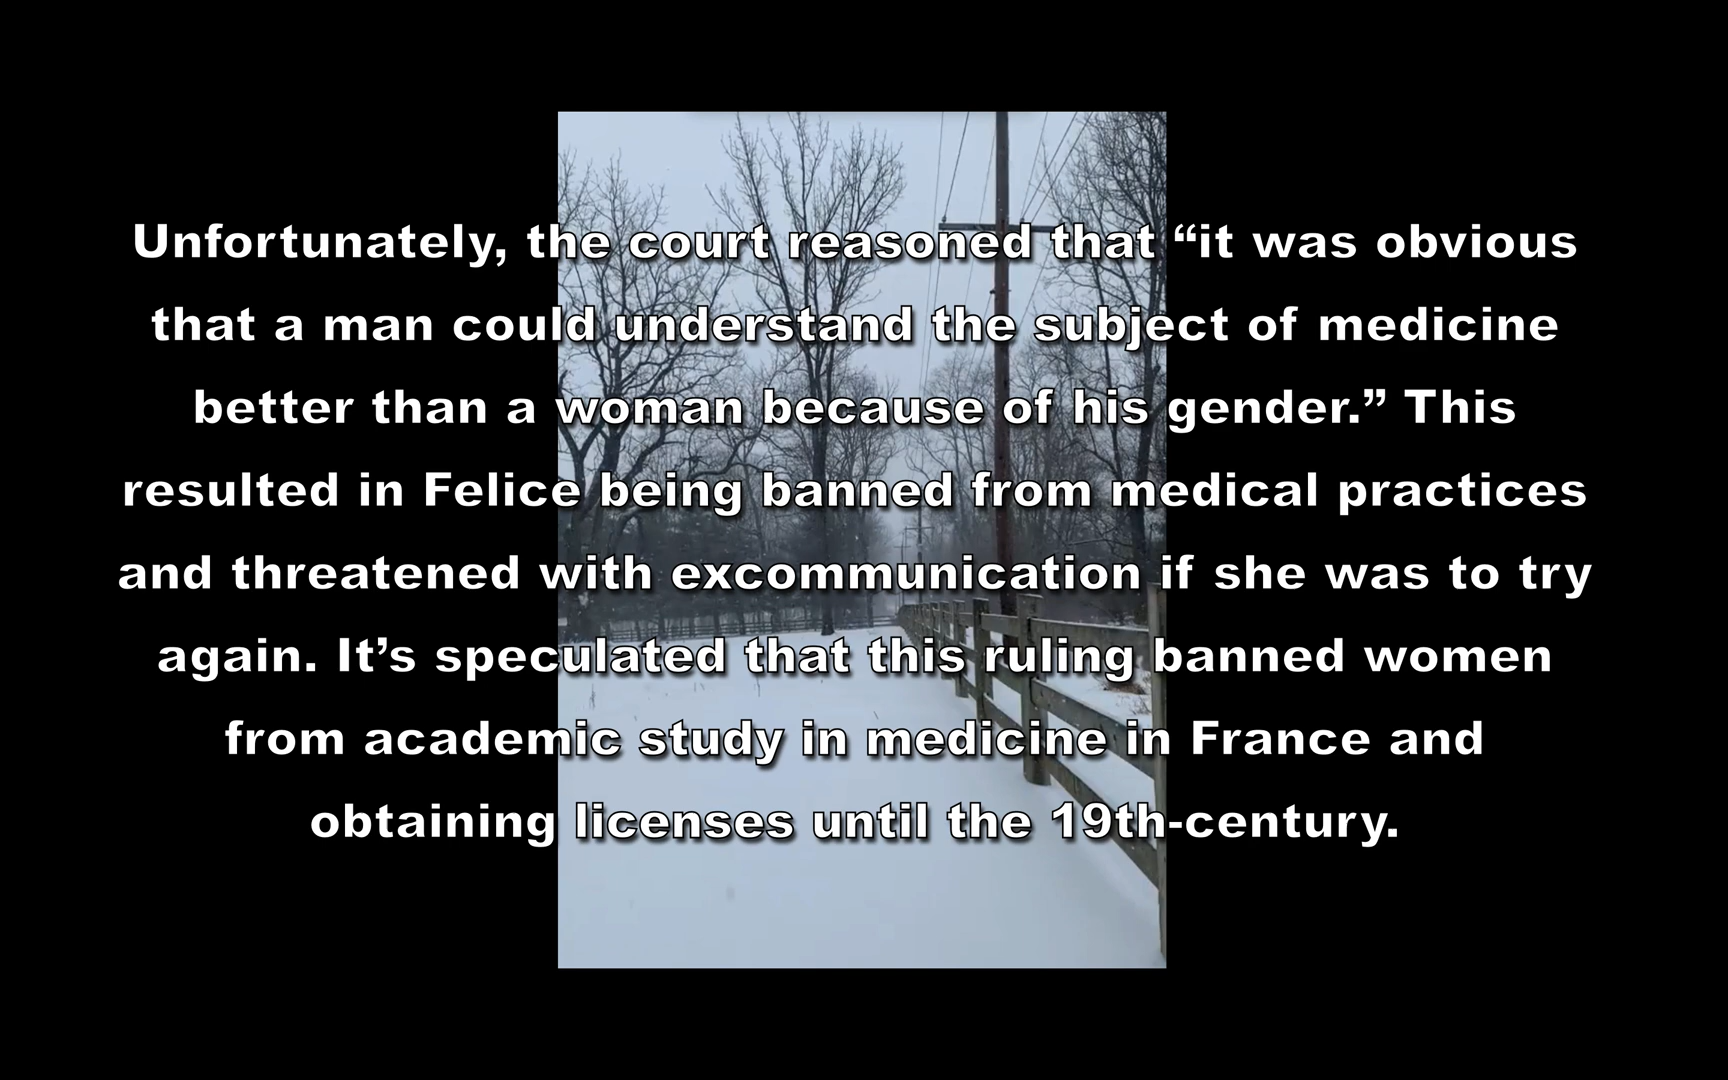 Unfortunately, the court reasoned that “it was obvious
that a man could understand the subject of medicine
better than a woman because of his gender.” This
resulted in Felice being banned from medical practices
and threatened with excommunication if she was to try
again. It’s speculated that this ruling banned women
from academic study in medicine in France and
obtaining licenses until the 19th-century.